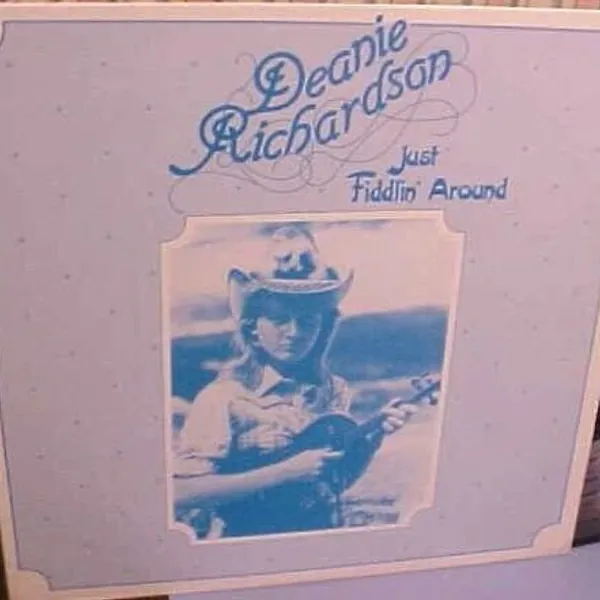 Deanie
Richardson
Just
Fiddlin' Around